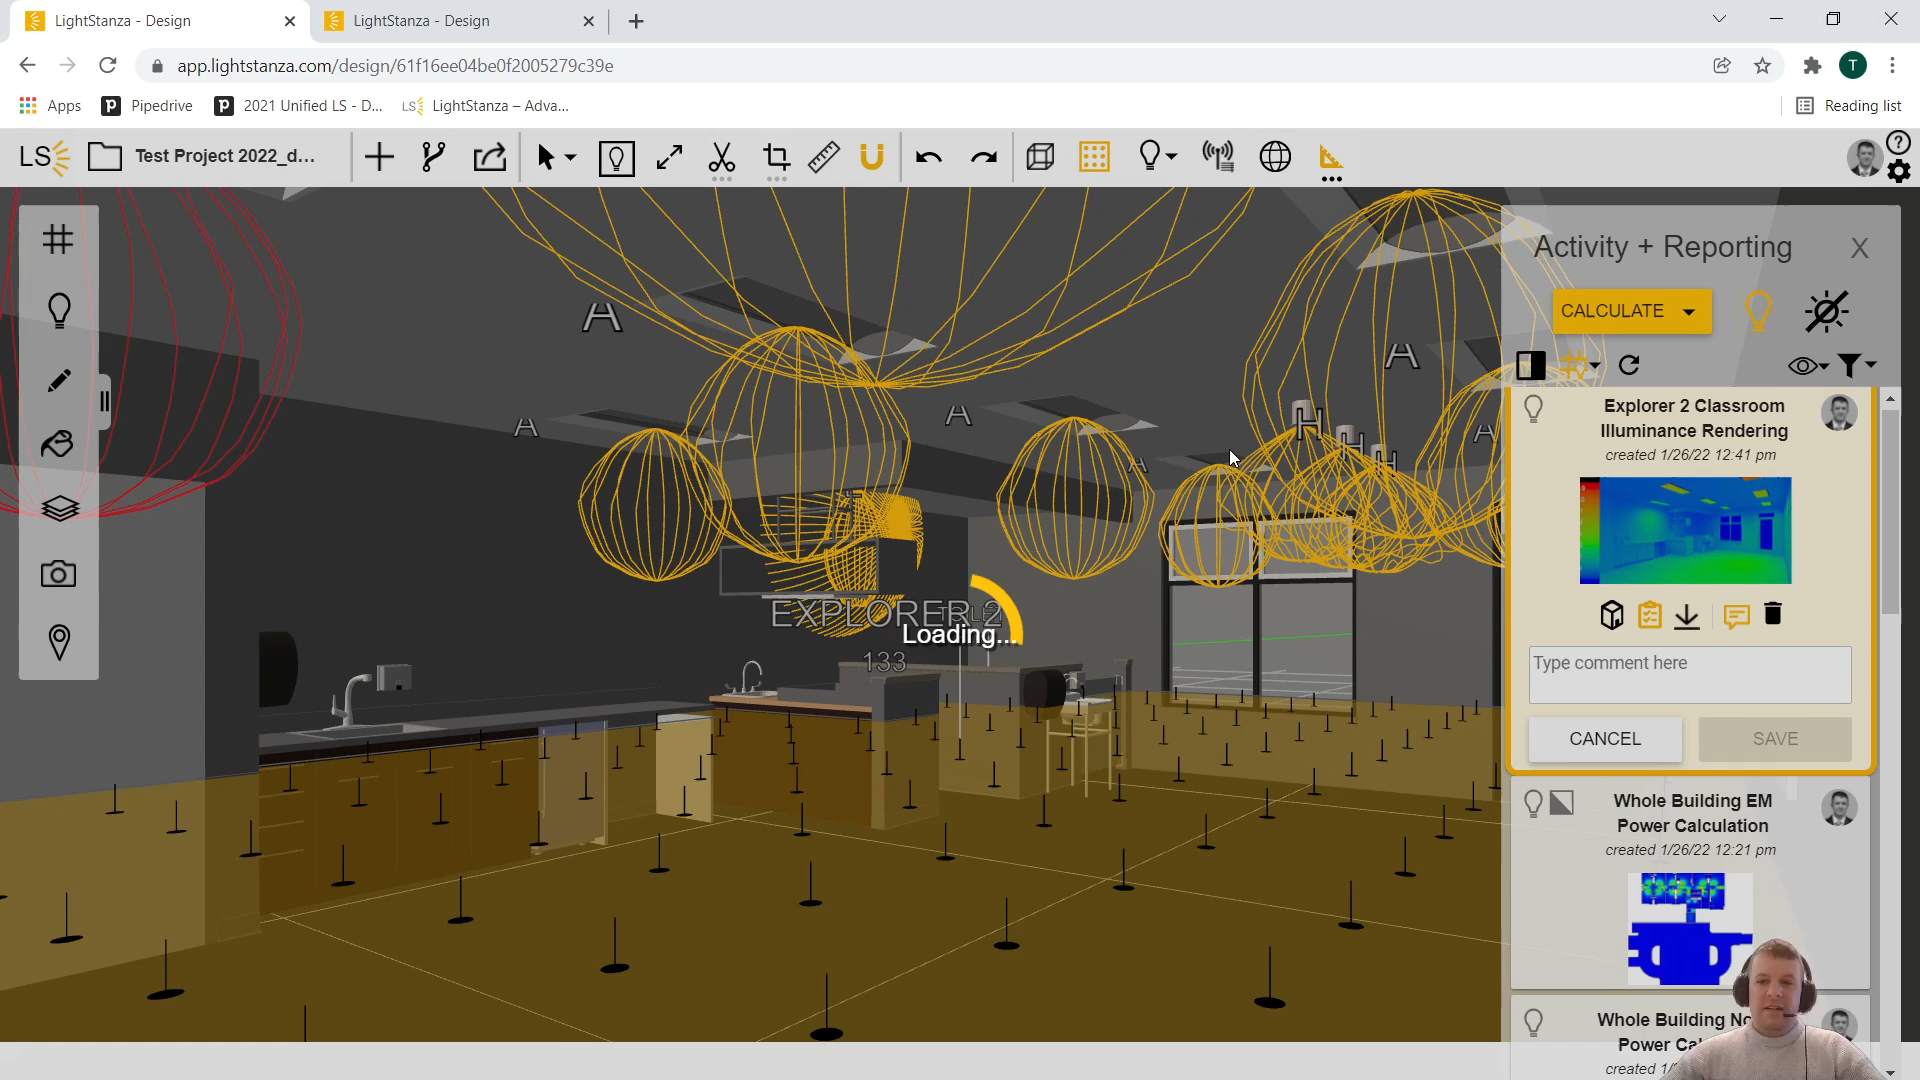 LightStanza - Design
LightStanza - Design
app.lightstanza.com/design/61f16ee04be0f2005279c39e
T
Apps
Pipedrive
2021 Unified LS - D...
LightStanza – Adva...
Reading list
LS
Test Project 2022_d...
Activity + Reporting
X
CALCULATE
Explorer 2 Classroom
Illuminance Rendering
created 1/26/22 12:41 pm
Type comment here
CANCEL
SAVE
Whole Building EM
Power Calculation
created 1/26/22 12:21 pm
Whole Building
Power
created
A
A
A
A
A
A
H
H
H
EXPLORER 2
Loading...
133